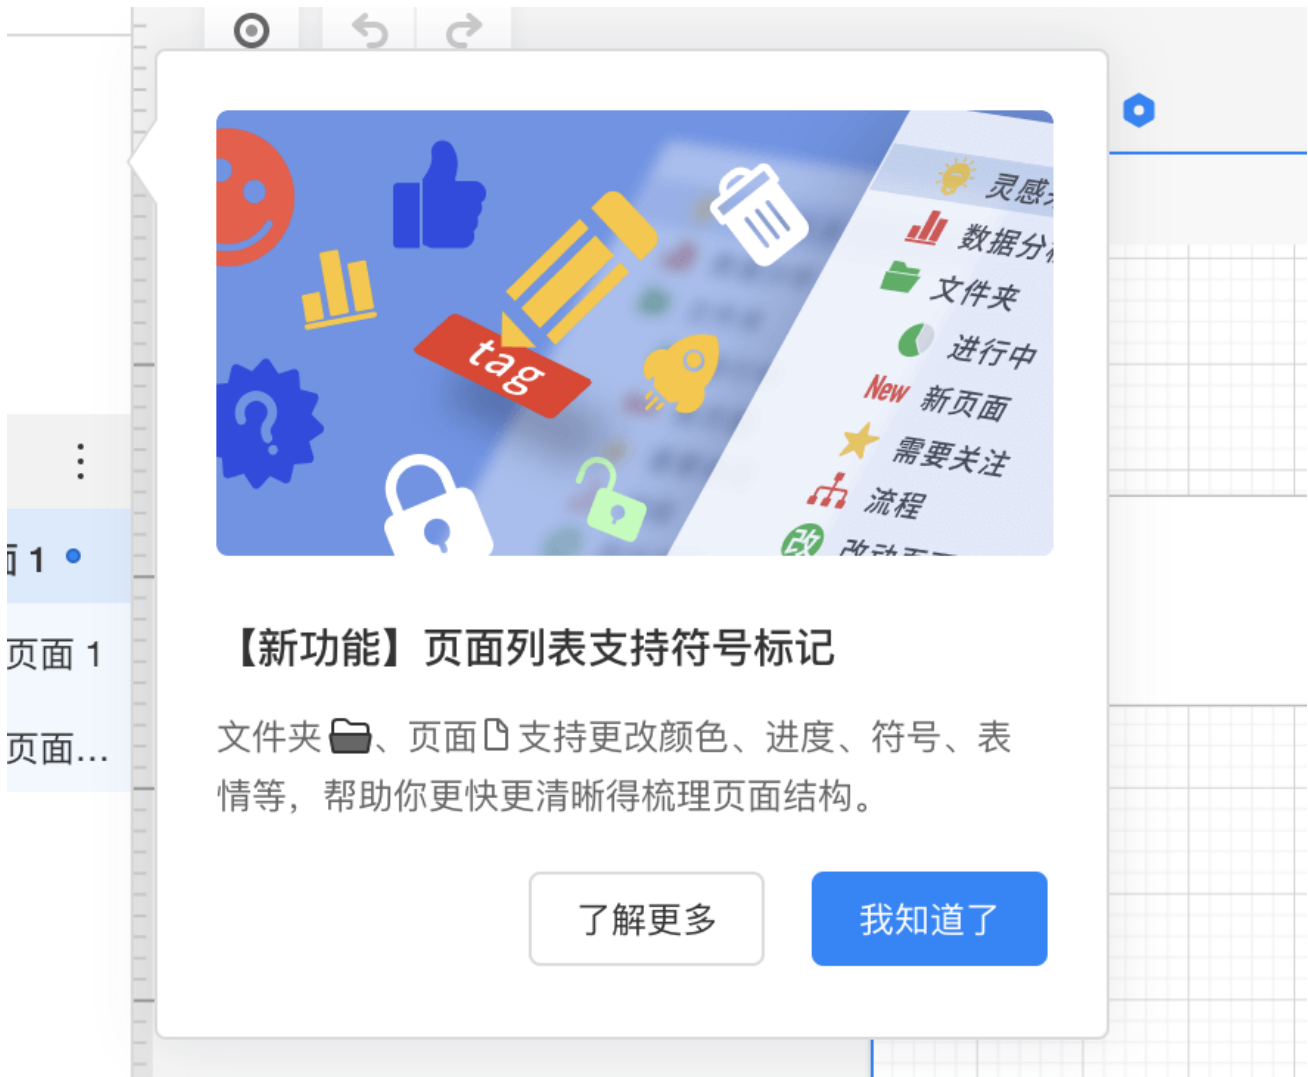 灵感
数据分
文件夹
进行中
New 新页面
需要关注
流程
改
tag
1
页面 1
页面...
【新功能】页面列表支持符号标记
文件夹、页面支持更改颜色、进度、符号、表
情等，帮助你更快更清晰得梳理页面结构。
了解更多
我知道了